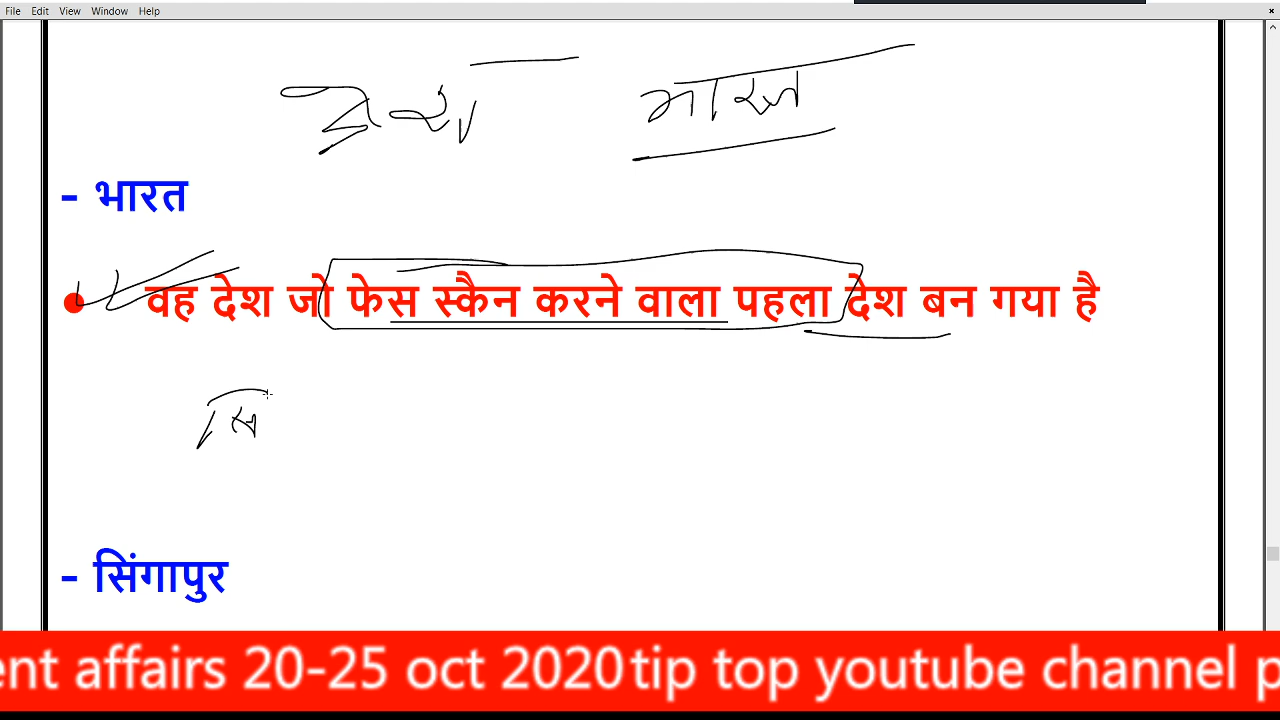 File Edit View Window Help
भारत
- भारत
● वह देश जो फेस स्कैन करने वाला पहला देश बन गया है
सि
- सिंगापुर
ent affairs 20-25 oct 2020 tip top youtube channel p